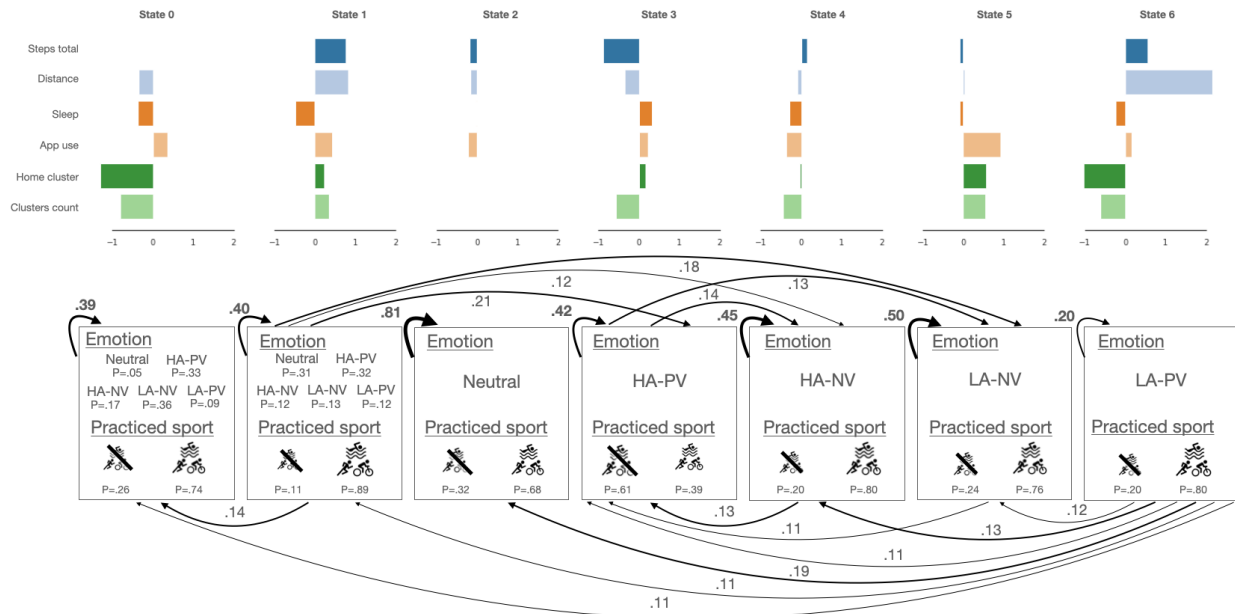 State 0 State 1 State 2 State 3 State 4 State 5 State 6
Steps total
Distance
Sleep
App use
Home cluster
Clusters count
−1 0 1 2 −1 0 1 2 −1 0 1 2 −1 0 1 2 −1 0 1 2 −1 0 1 2 −1 0 1 2
.18
.12 .13
.21 .14
.39 .40 .81 .42 .45 .50 .20
Emotion Emotion Emotion Emotion Emotion Emotion Emotion
Neutral HA-PV Neutral HA-PV
P=.05 P=.33 P=.31 P=.32
Neutral HA-PV HA-NV LA-NV LA-PV
HA-NV LA-NV LA-PV HA-NV LA-NV LA-PV
P=.17 P=.36 P=.09 P=.12 P=.13 P=.12
Practiced sport Practiced sport Practiced sport Practiced sport Practiced sport Practiced sport Practiced sport
P=.26 P=.74 P=.11 P=.89 P=.32 P=.68 P=.61 P=.39 P=.20 P=.80 P=.24 P=.76 P=.20 P=.80
.14 .13 .12
.11 .13
.11
.19
.11
.11